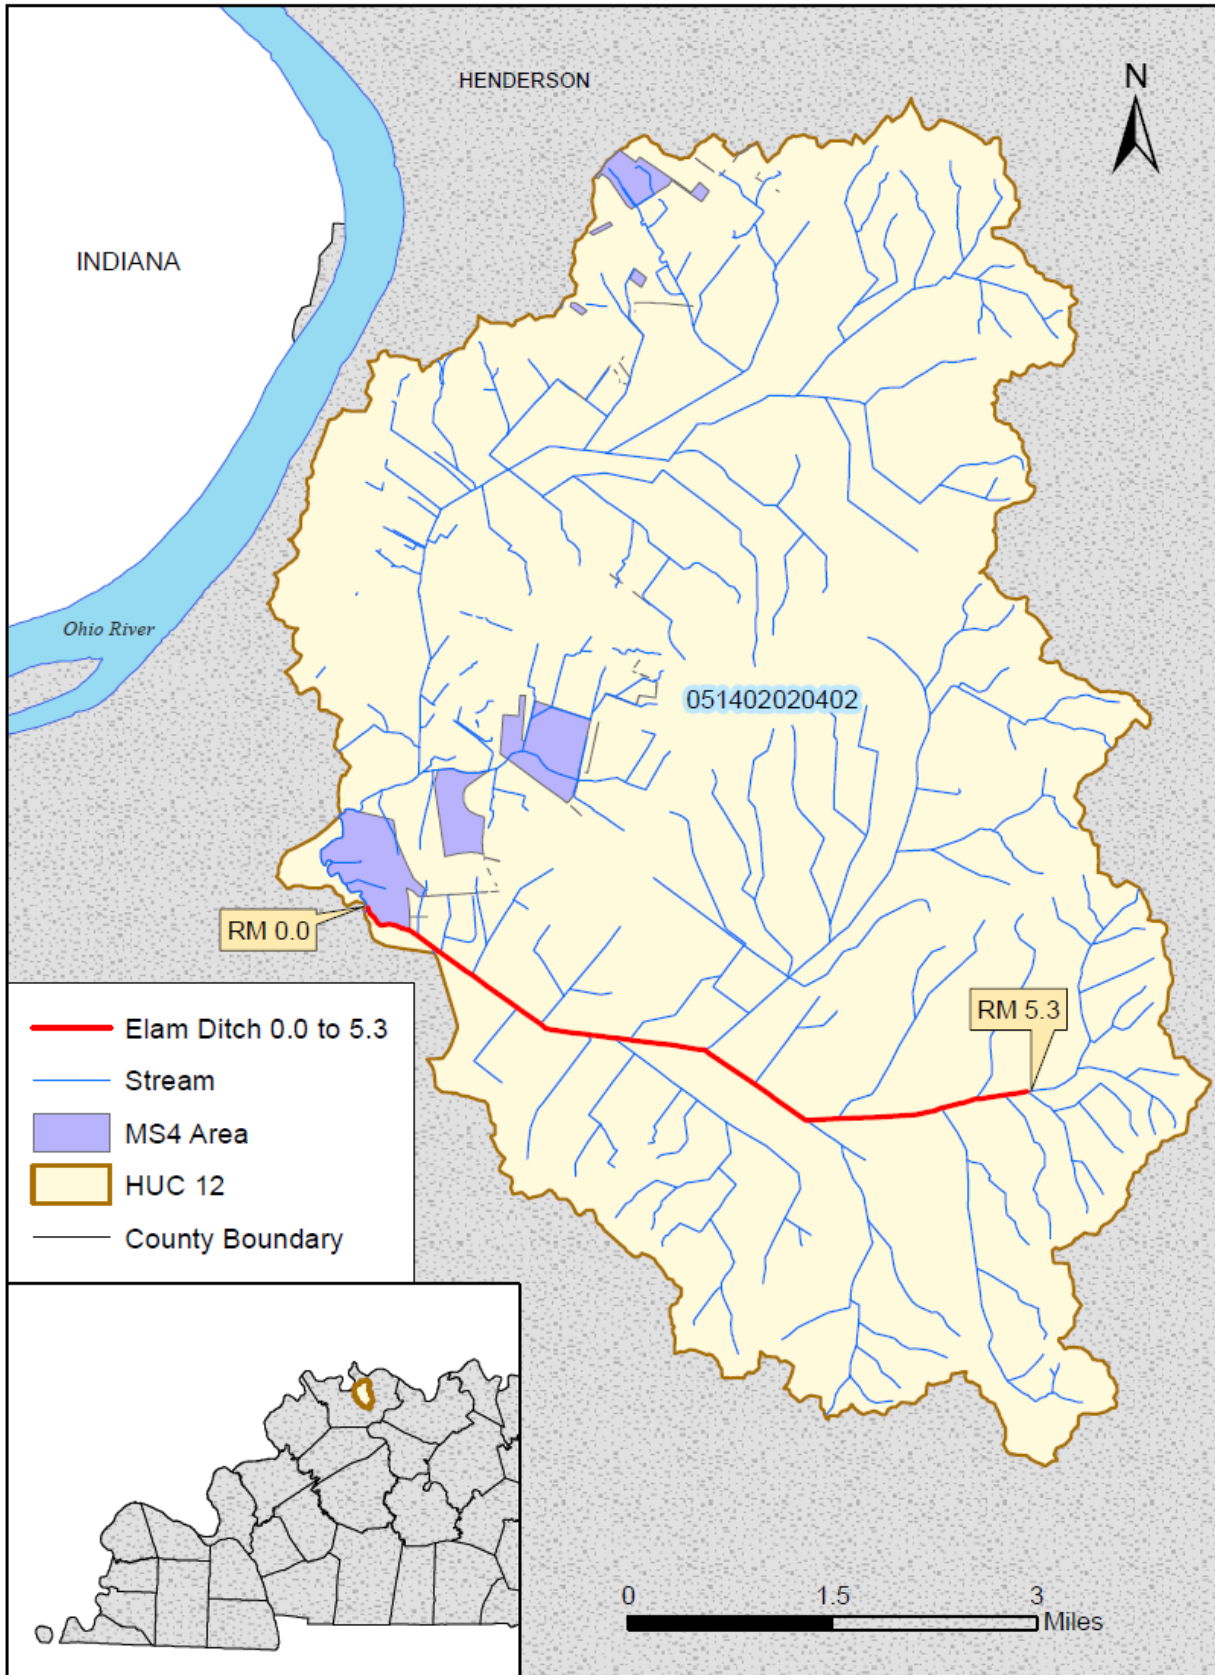 HENDERSON
N
INDIANA
Ohio River
051402020402
RM 0.0
RM 5.3
Elam Ditch 0.0 to 5.3
Stream
MS4 Area
HUC 12
County Boundary
0 1.5 3
Miles